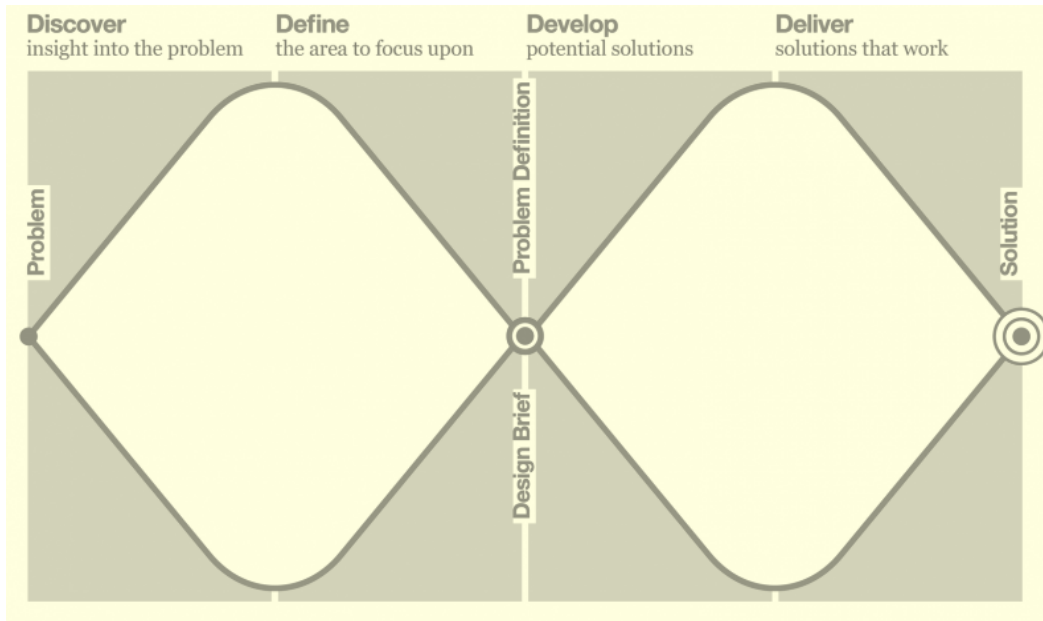 Discover
insight into the problem
Define
the area to focus upon
Develop
potential solutions
Deliver
solutions that work
Problem
Problem Definition
Design Brief
Solution